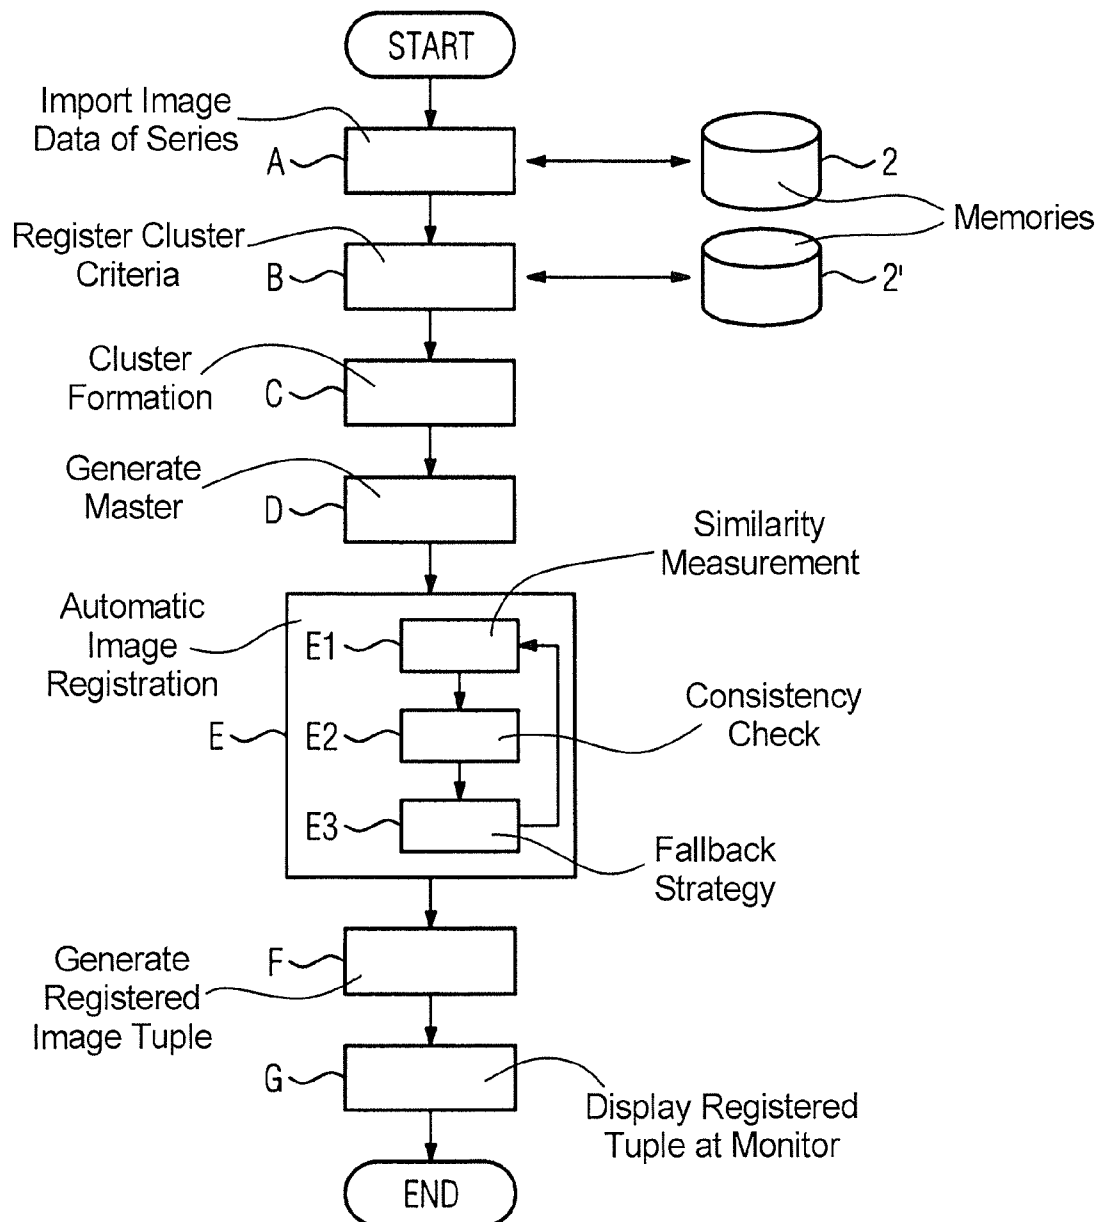 START
Import Image
Data of Series
A
2
Memories
Register Cluster
Criteria
B
2'
Cluster
Formation
C
Generate
Master
D
Similarity
Measurement
Automatic
Image
Registration
E1
Consistency
Check
E
E2
E3
Fallback
Strategy
Generate
Registered
Image Tuple
F
G
Display Registered
Tuple at Monitor
END